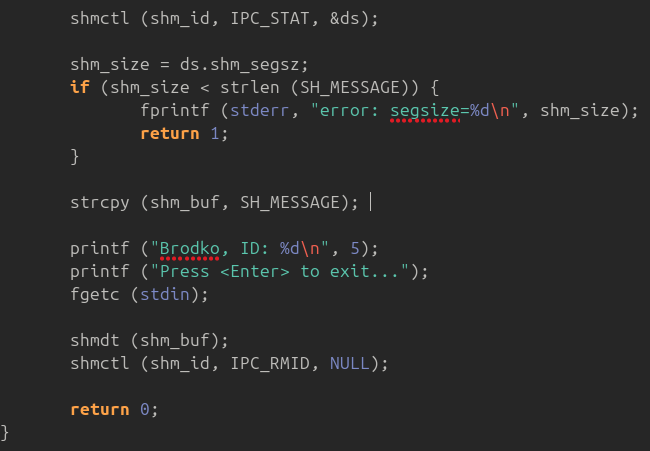 shmctl (shm_id, IPC_STAT, &ds);
shm_size = ds.shm_segsz;
if (shm_size < strlen (SH_MESSAGE)) {
fprintf (stderr, "error: segsize=%d\n", shm_size);
return 1;
}
strcpy (shm_buf, SH_MESSAGE);
printf ("Brodko, ID: %d\n", 5);
printf ("Press <Enter> to exit...");
fgetc (stdin);
shmdt (shm_buf);
shmctl (shm_id, IPC_RMID, NULL);
return 0;
}